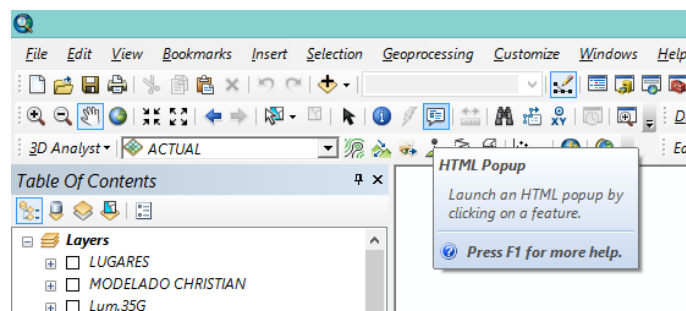 File Edit View Bookmarks Insert Selection Geoprocessing Customize Windows Help
3D Analyst ACTUAL
HTML Popup
Launch an HTML popup by
clicking on a feature.
Press F1 for more help.
Table Of Contents
Layers
LUGARES
MODELADO CHRISTIAN
Lum.35G